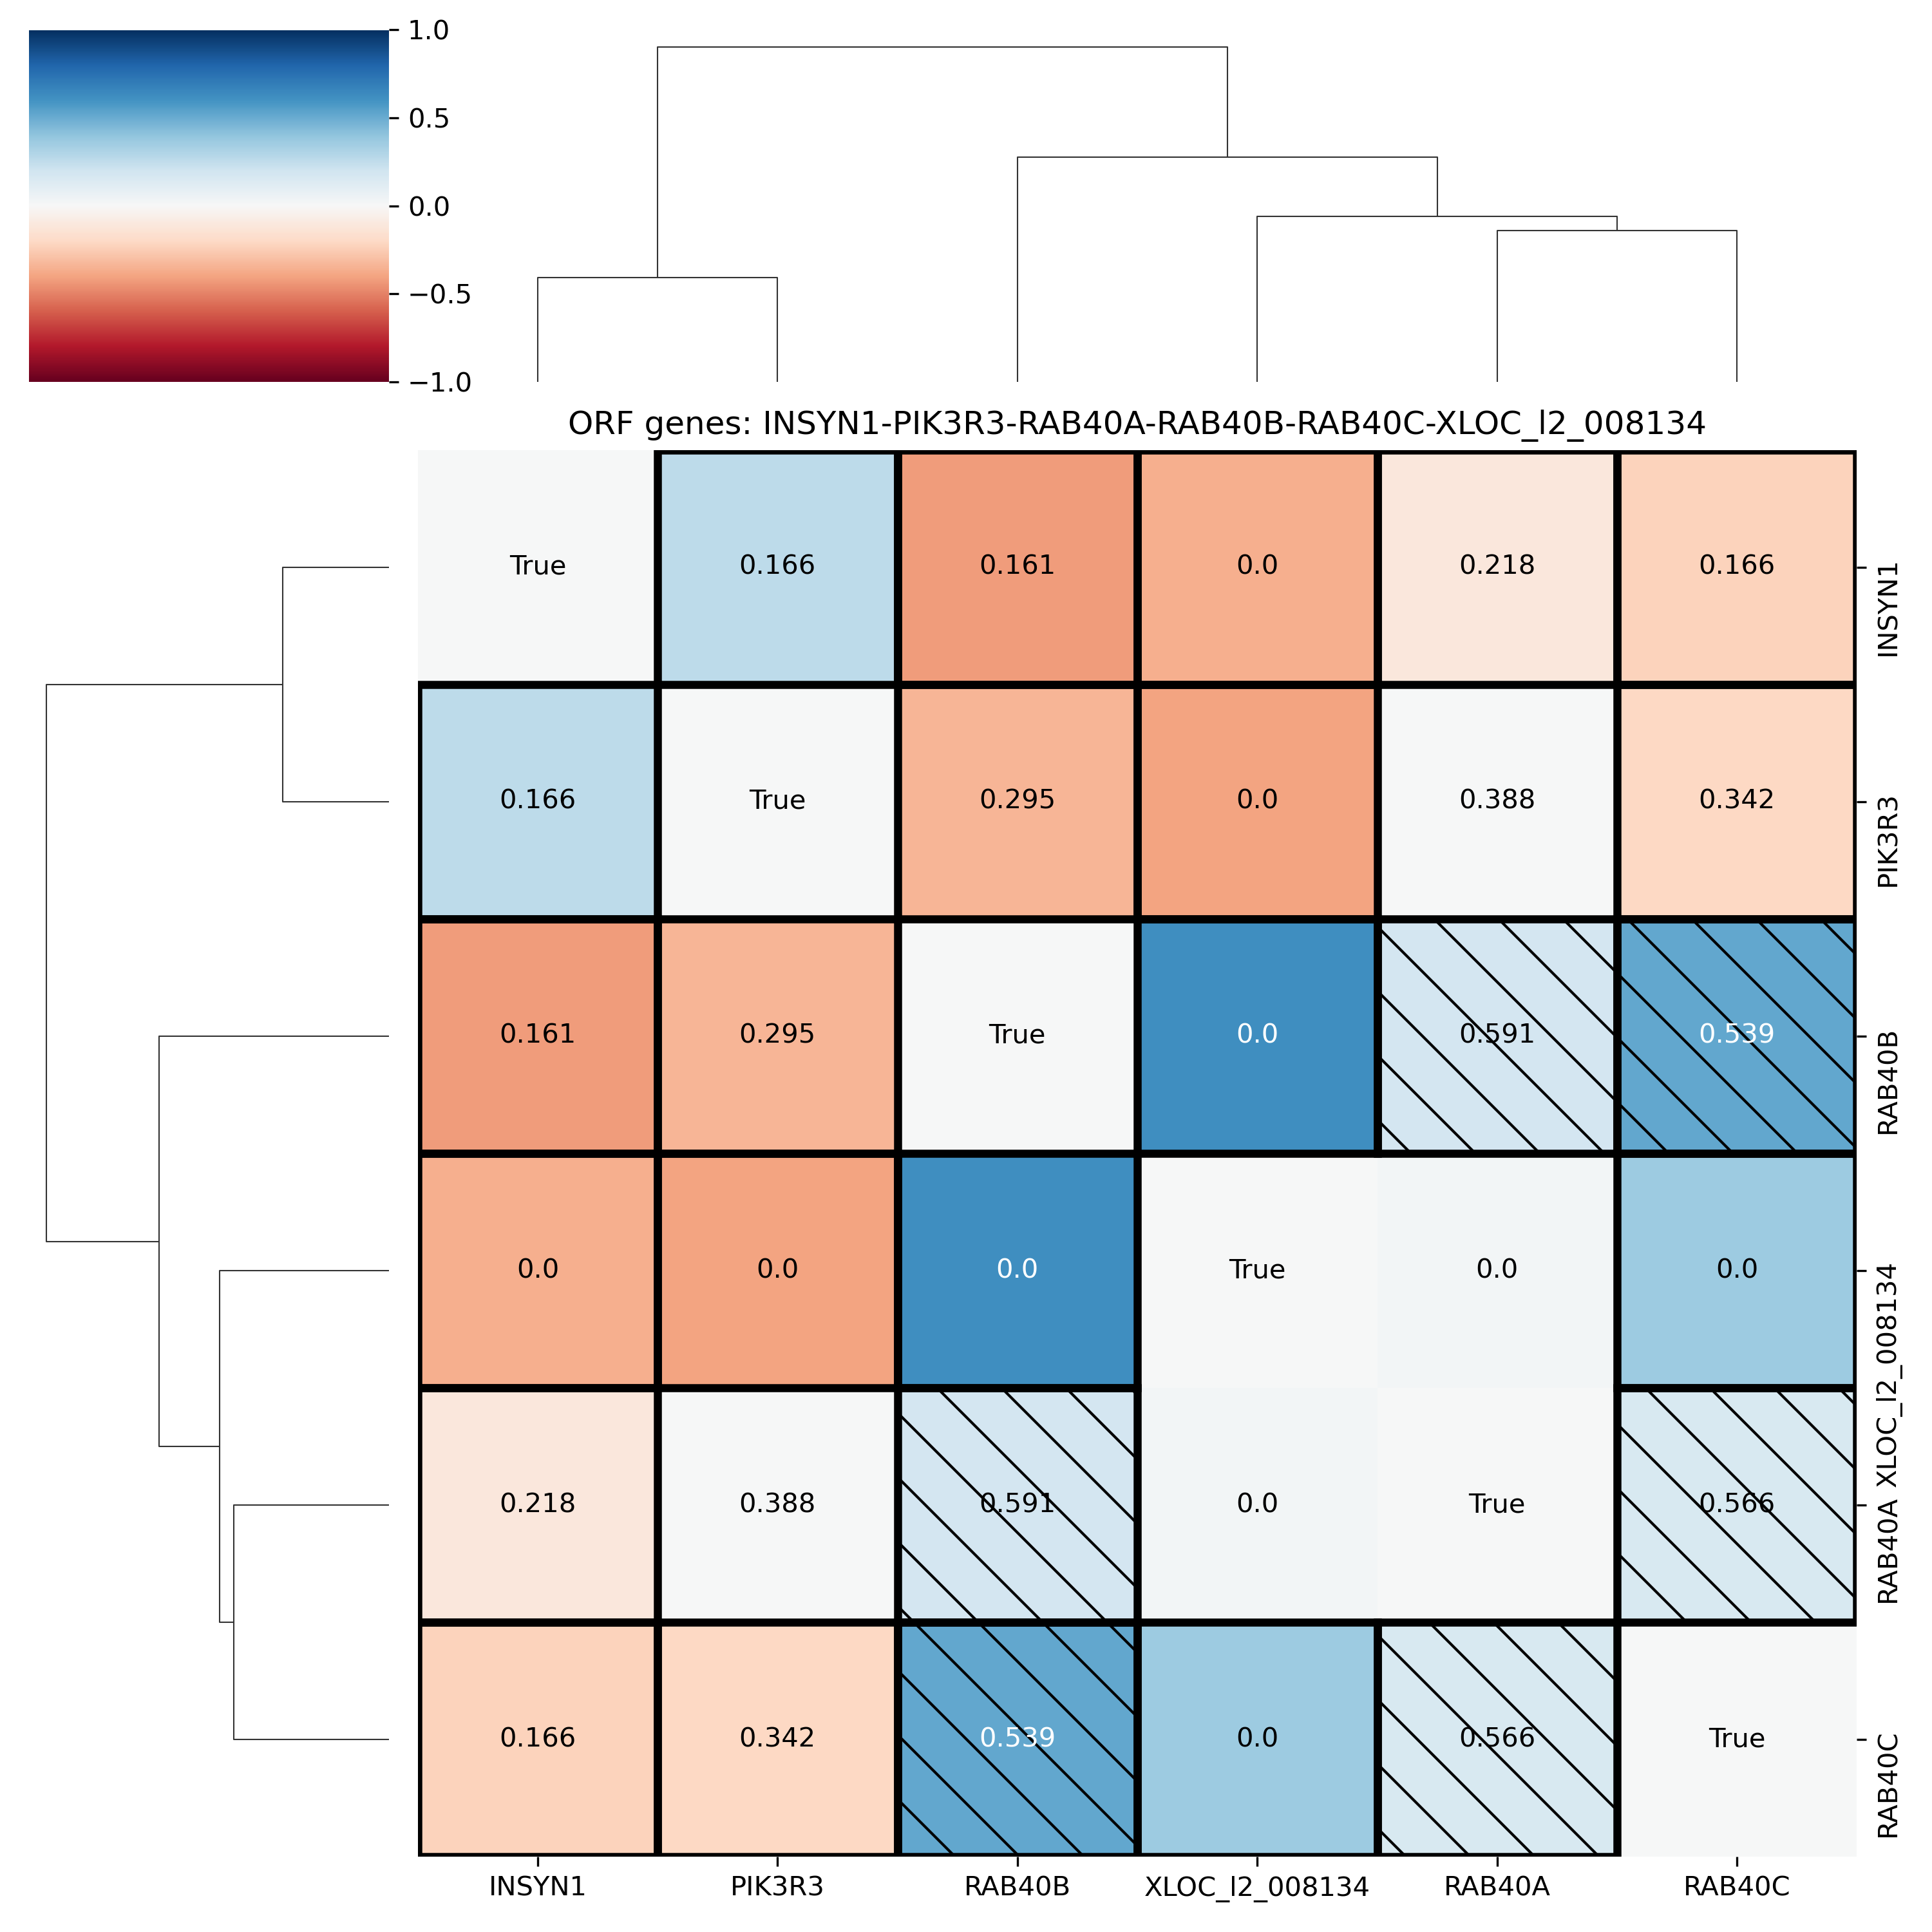 1.0
0.5
0.0
−0.5
−1.0
ORF genes: INSYN1-PIK3R3-RAB40A-RAB40B-RAB40C-XLOC_l2_008134
True 0.166 0.161 0.0 0.218 0.166 INSYN1
0.166 True 0.295 0.0 0.388 0.342 PIK3R3
0.161 0.295 True 0.0 0.591 0.539 RAB40B
0.0 0.0 0.0 True 0.0 0.0 XLOC_l2_008134
0.218 0.388 0.591 0.0 True 0.566 RAB40A
0.166 0.342 0.539 0.0 0.566 True RAB40C
INSYN1 PIK3R3 RAB40B XLOC_l2_008134 RAB40A RAB40C